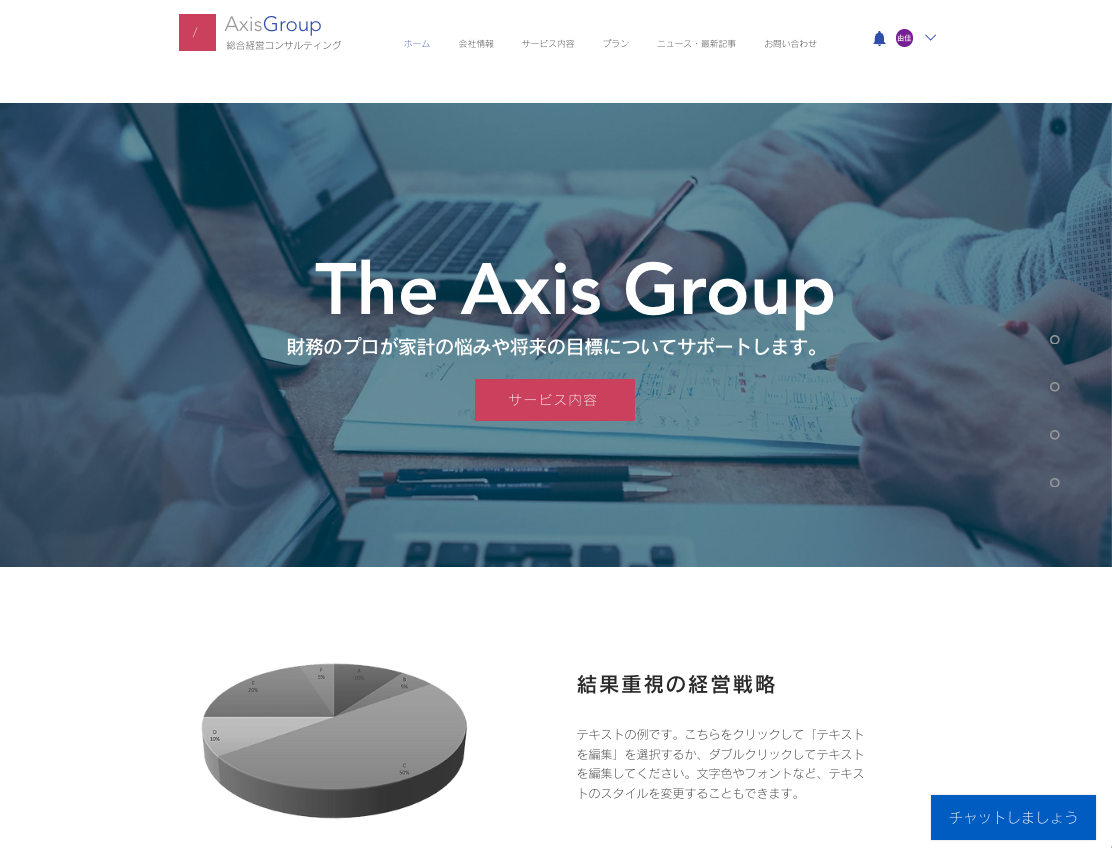 /
AxisGroup
総合経営コンサルティング
ホーム 会社情報 サービス内容 プラン ニュース・最新記事 お問い合わせ
由佳
The Axis Group
財務のプロが家計の悩みや将来の目標についてサポートします。
サービス内容
結果重視の経営戦略
テキストの例です。こちらをクリックして「テキスト
を編集」を選択するか、ダブルクリックしてテキスト
を編集してください。文字色やフォントなど、テキス
トのスタイルを変更することもできます。
F
5%
A
10%
B
5%
E
20%
D
10%
C
50%
チャットしましょう